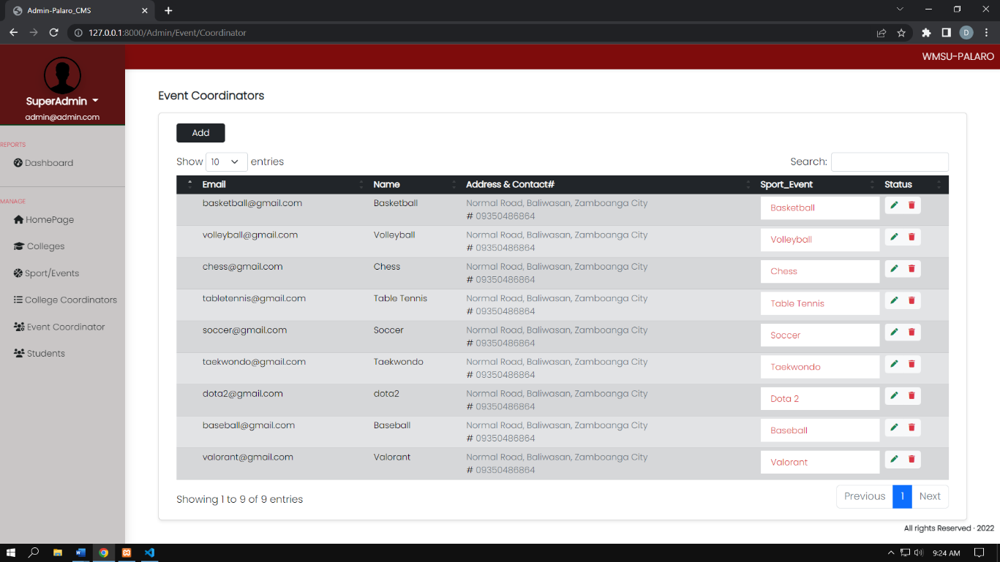 Admin-Palaro_CMS
127.0.0.1:8000/Admin/Event/Coordinator
D
WMSU-PALARO
SuperAdmin
admin@admin.com
REPORTS
Dashboard
MANAGE
HomePage
Colleges
Sport/Events
College Coordinators
Event Coordinator
Students
Event Coordinators
Add
Show 10 entries
Search:
Email Name Address & Contact# Sport_Event Status
basketball@gmail.com Basketball Normal Road, Baliwasan, Zamboanga City Basketball
# 09350486864
volleyball@gmail.com Volleyball Normal Road, Baliwasan, Zamboanga City Volleyball
# 09350486864
chess@gmail.com Chess Normal Road, Baliwasan, Zamboanga City Chess
# 09350486864
tabletennis@gmail.com Table Tennis Normal Road, Baliwasan, Zamboanga City Table Tennis
# 09350486864
soccer@gmail.com Soccer Normal Road, Baliwasan, Zamboanga City Soccer
# 09350486864
taekwondo@gmail.com Taekwondo Normal Road, Baliwasan, Zamboanga City Taekwondo
# 09350486864
dota2@gmail.com dota2 Normal Road, Baliwasan, Zamboanga City Dota 2
# 09350486864
baseball@gmail.com Baseball Normal Road, Baliwasan, Zamboanga City Baseball
# 09350486864
valorant@gmail.com Valorant Normal Road, Baliwasan, Zamboanga City Valorant
# 09350486864
Showing 1 to 9 of 9 entries
Previous 1 Next
All rights Reserved · 2022
9:24 AM